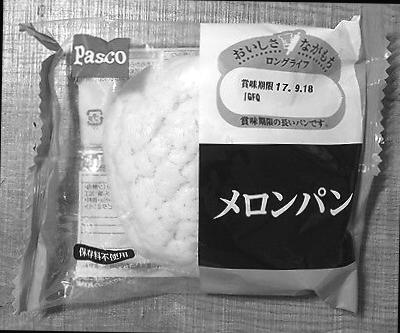 Pasco
おいしさ ながもち
ロングライフ
賞味期限 17. 9.18
JGFQ
賞味期限の長いパンです。
メロンパン
保存料不使用